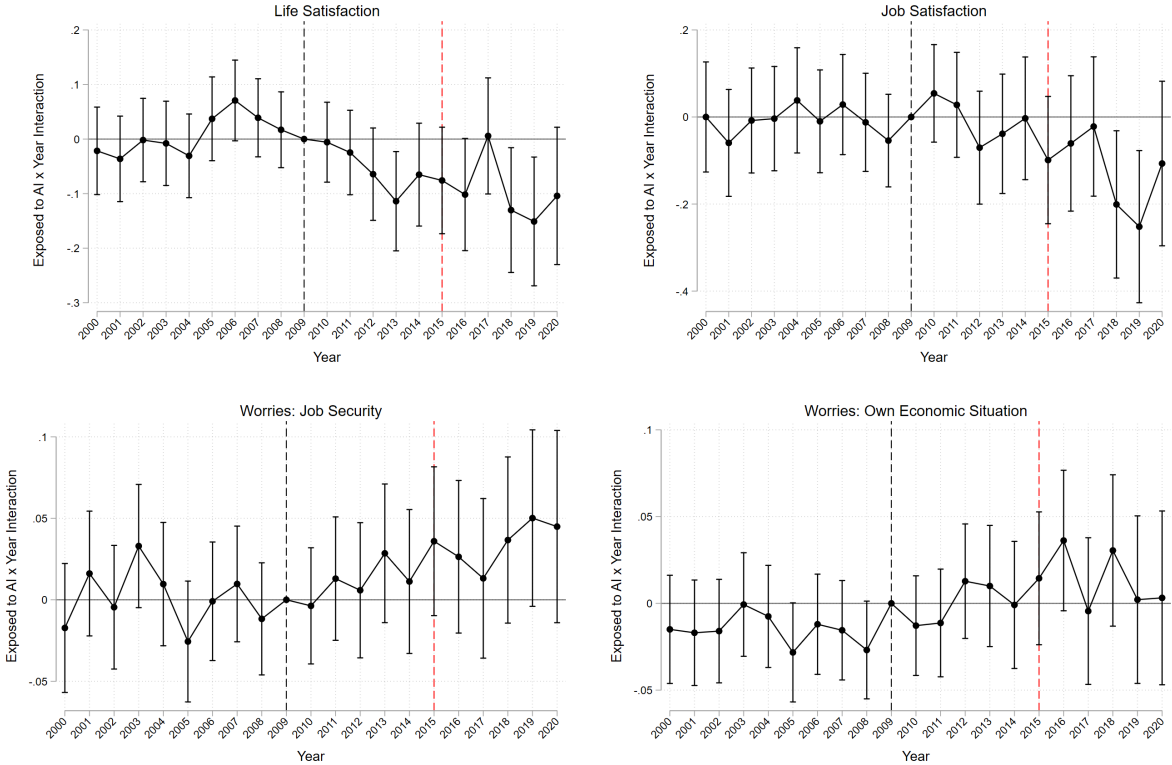 Life Satisfaction
Exposed to AI x Year Interaction
.2
.1
0
-.1
-.2
-.3
2000 2001 2002 2003 2004 2005 2006 2007 2008 2009 2010 2011 2012 2013 2014 2015 2016 2017 2018 2019 2020
Year
Job Satisfaction
Exposed to AI x Year Interaction
.2
0
-.2
-.4
2000 2001 2002 2003 2004 2005 2006 2007 2008 2009 2010 2011 2012 2013 2014 2015 2016 2017 2018 2019 2020
Year
Worries: Job Security
Exposed to AI x Year Interaction
.1
.05
0
-.05
2000 2001 2002 2003 2004 2005 2006 2007 2008 2009 2010 2011 2012 2013 2014 2015 2016 2017 2018 2019 2020
Year
Worries: Own Economic Situation
Exposed to AI x Year Interaction
.1
.05
0
-.05
2000 2001 2002 2003 2004 2005 2006 2007 2008 2009 2010 2011 2012 2013 2014 2015 2016 2017 2018 2019 2020
Year